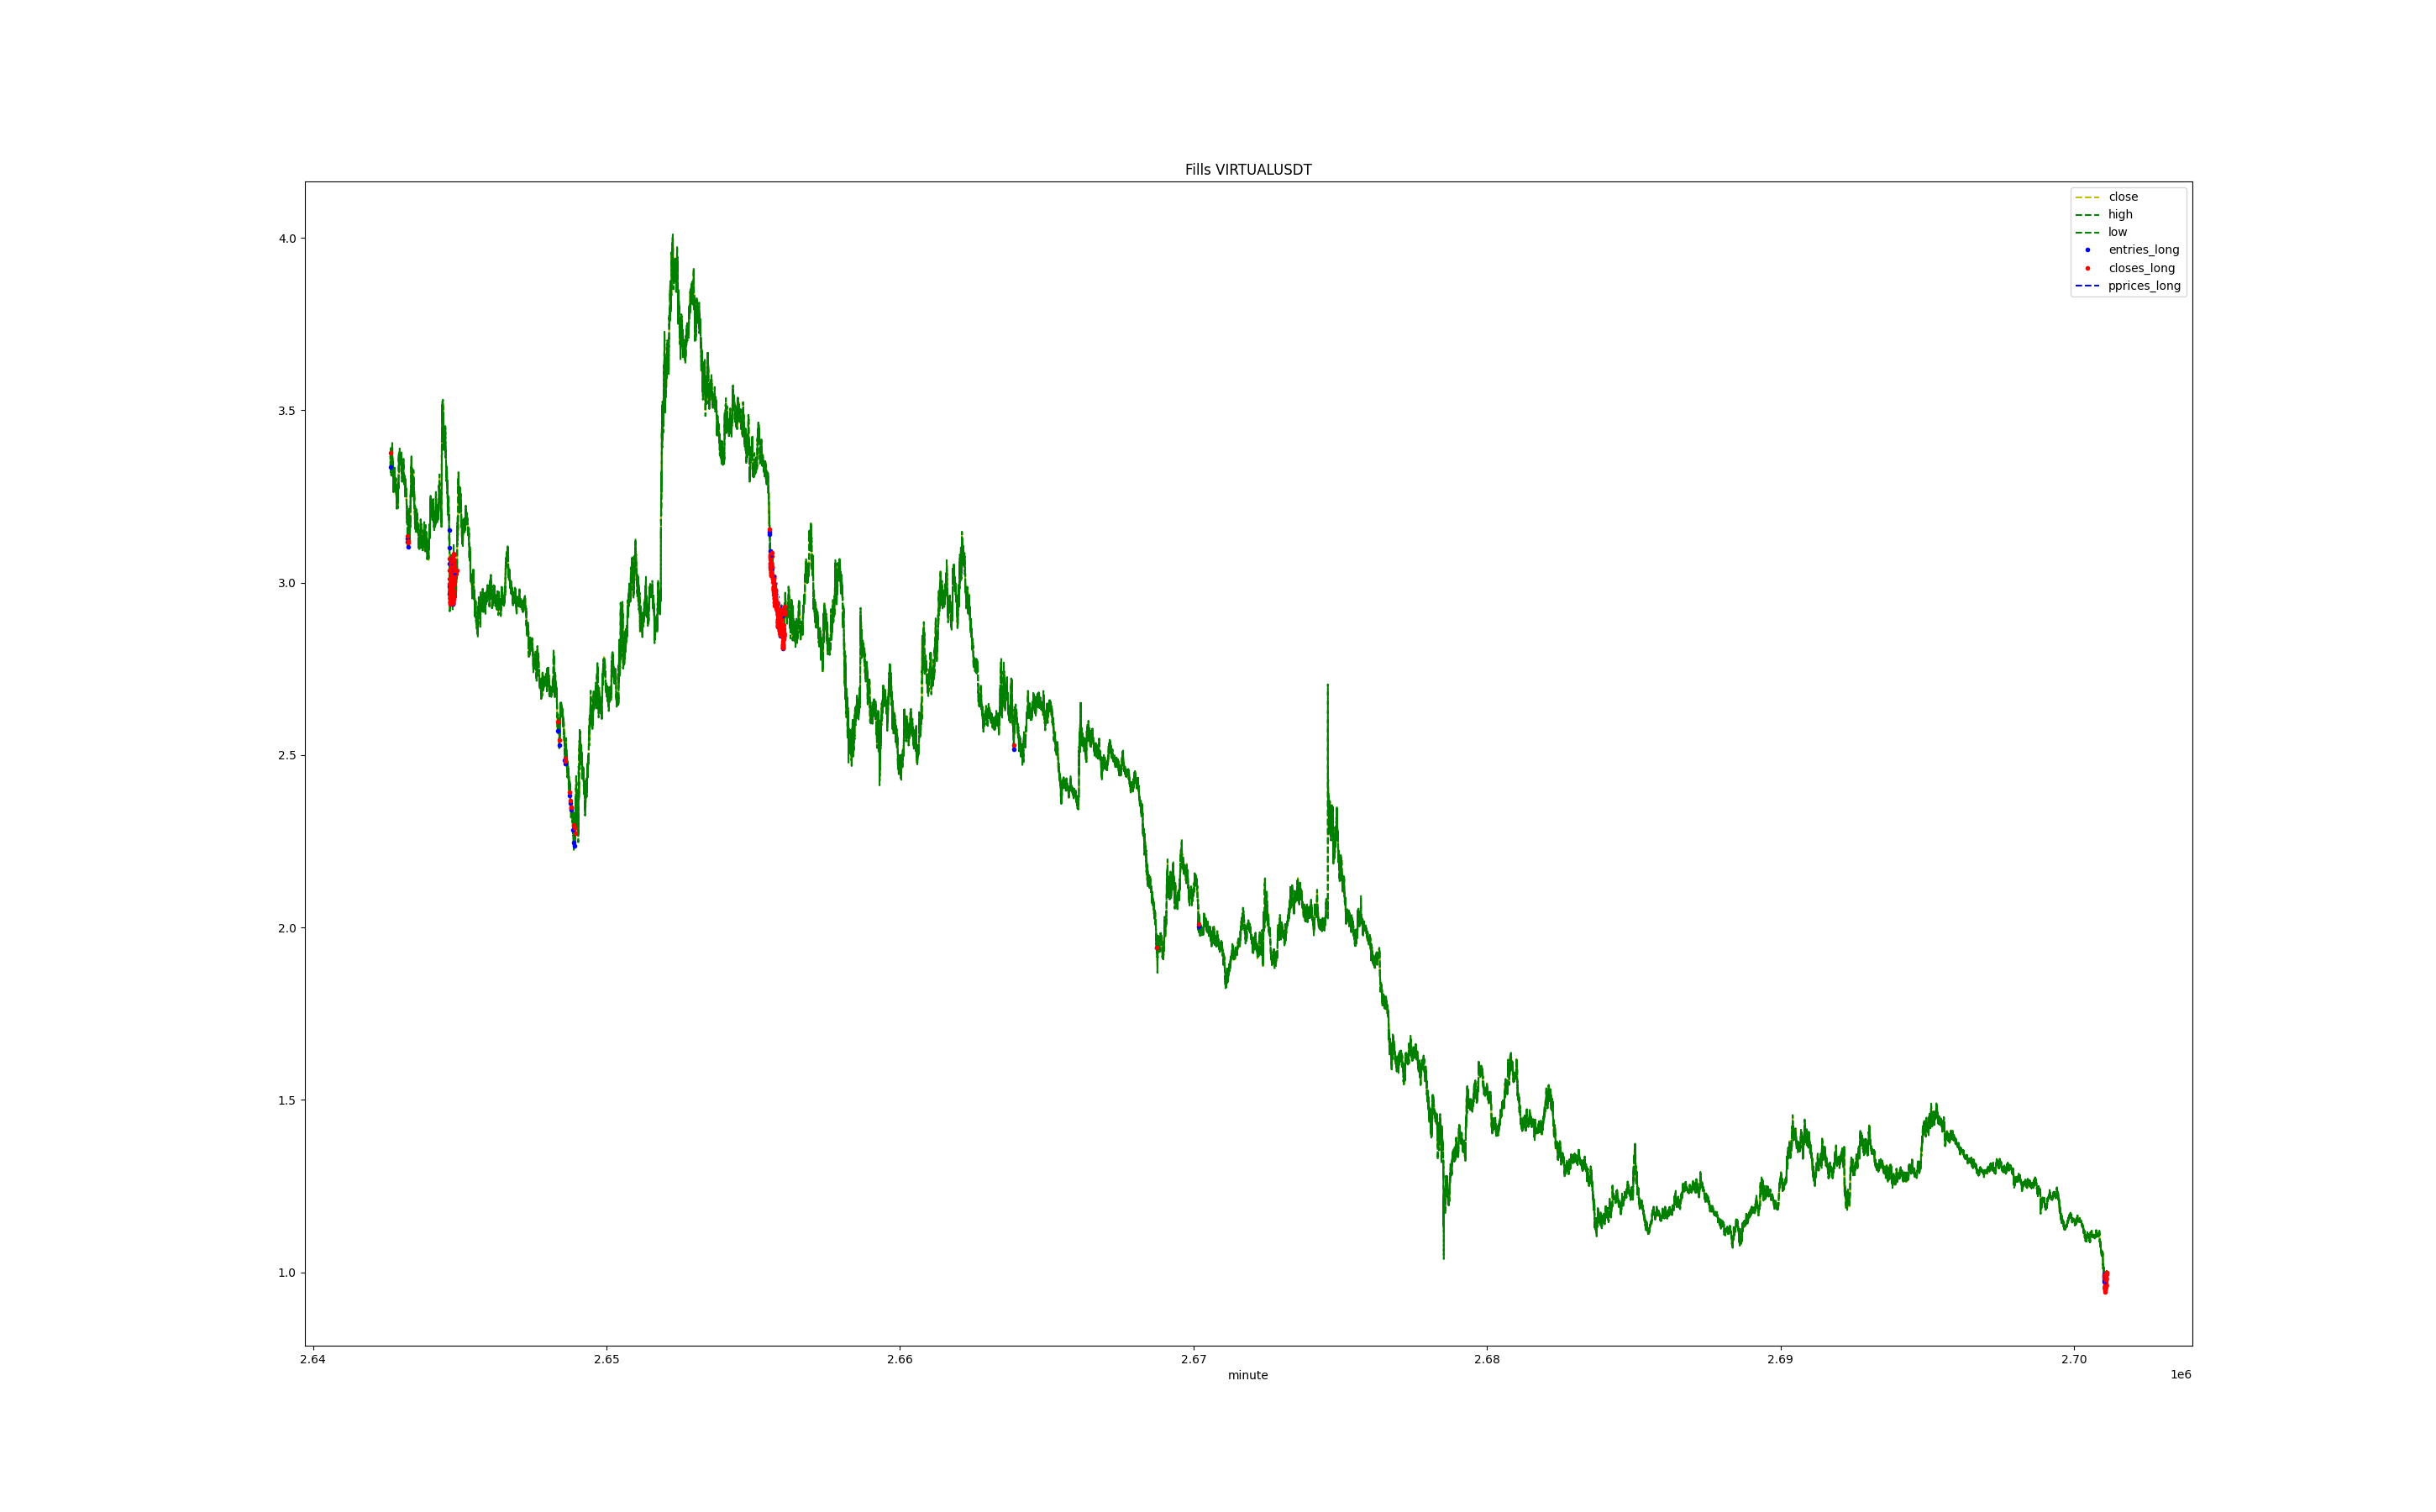 Fills VIRTUALUSDT
close
high
low
entries_long
closes_long
pprices_long
4.0
3.5
3.0
2.5
2.0
1.5
1.0
2.64 2.65 2.66 2.67 2.68 2.69 2.70
minute
1e6